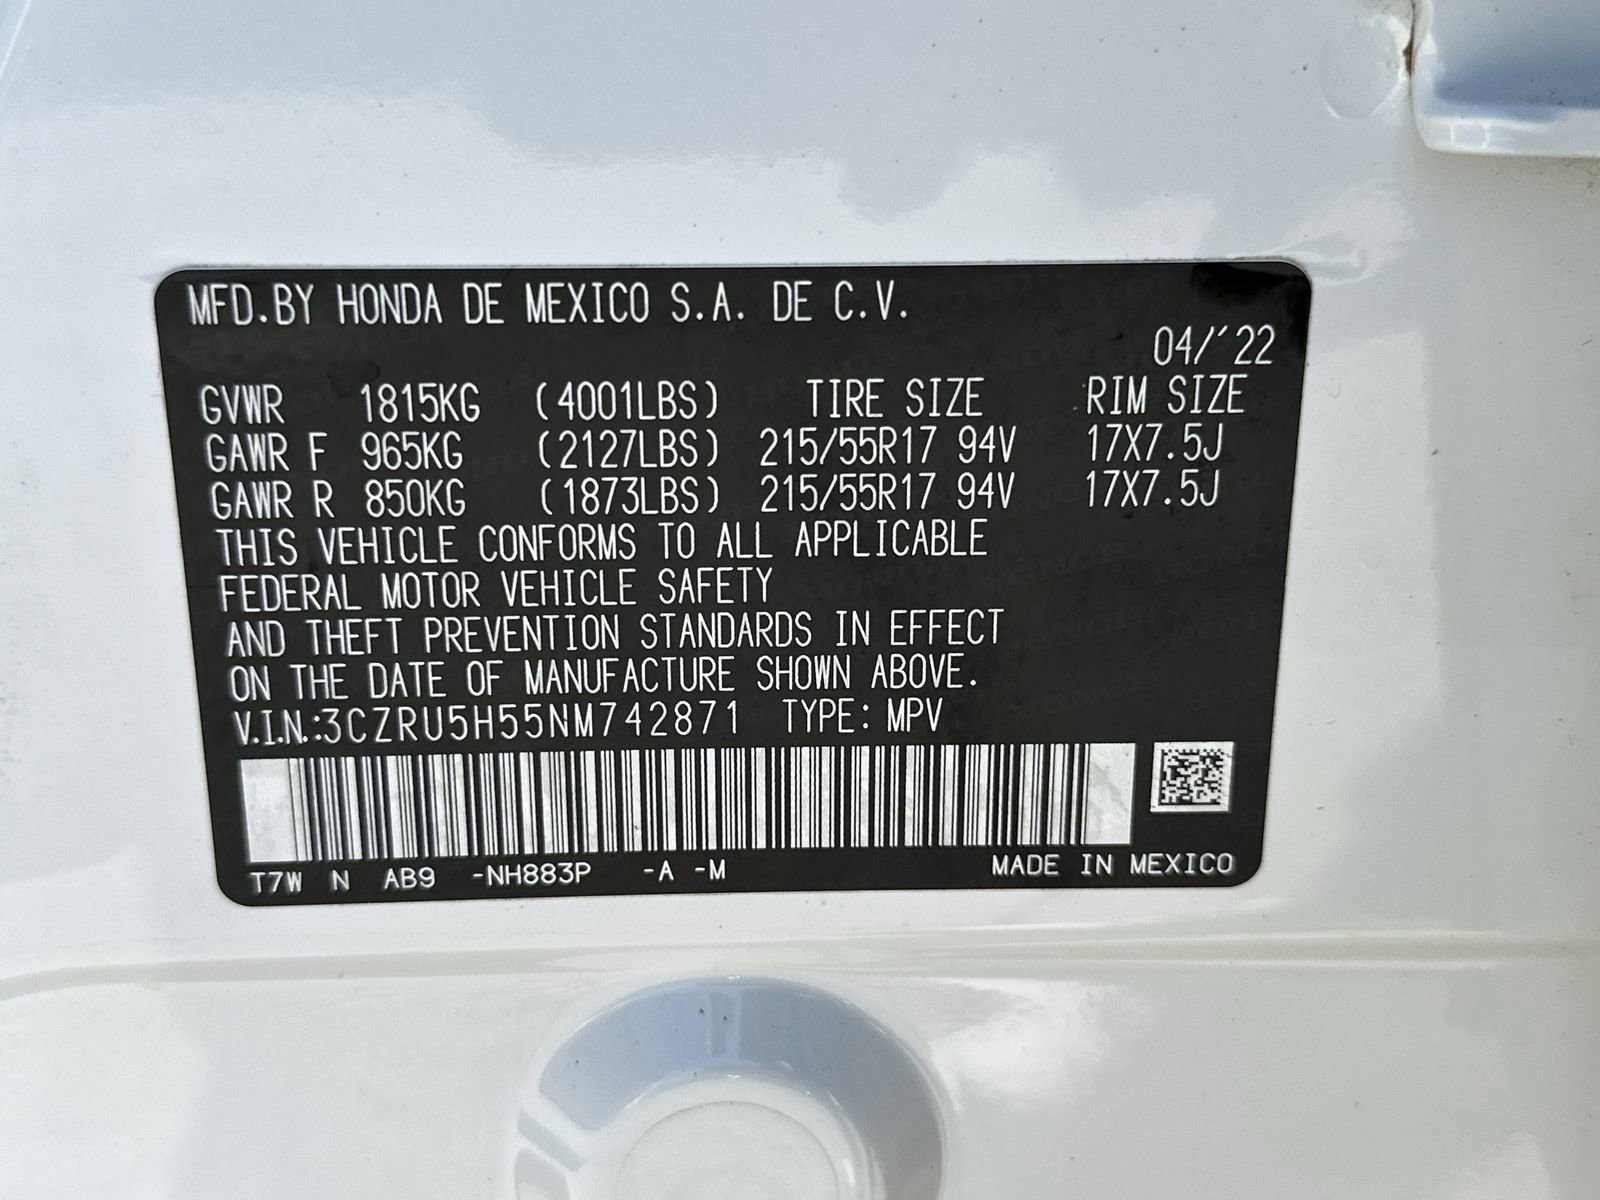 MFD.BY HONDA DE MEXICO S.A. DE C.V.
04/'22
GVWR 1815KG (4001LBS) TIRE SIZE RIM SIZE
GAWR F 965KG (2127LBS) 215/55R17 94V 17X7.5J
GAWR R 850KG (1873LBS) 215/55R17 94V 17X7.5J
THIS VEHICLE CONFORMS TO ALL APPLICABLE
FEDERAL MOTOR VEHICLE SAFETY
AND THEFT PREVENTION STANDARDS IN EFFECT
ON THE DATE OF MANUFACTURE SHOWN ABOVE.
V.I.N.:3CZRU5H55NM742871 TYPE: MPV
T7W N AB9 -NH883P -A -M MADE IN MEXICO